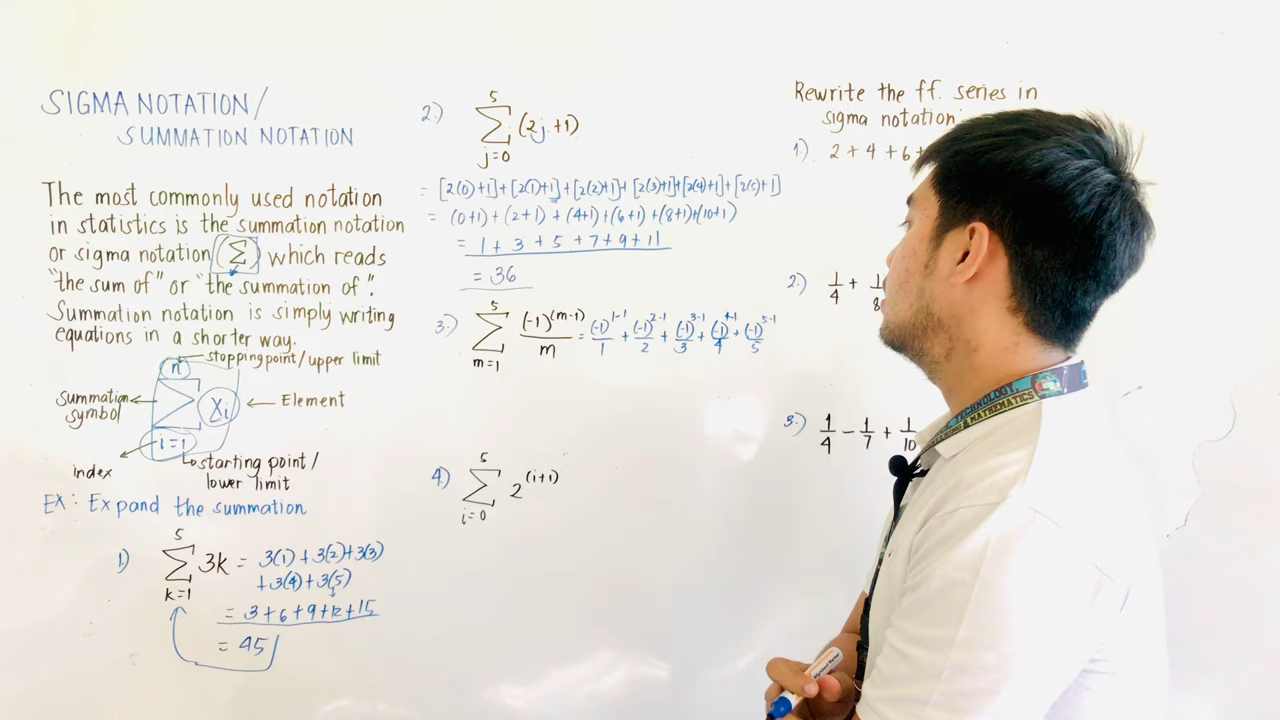 SIGMA NOTATION/
SUMMATION NOTATION
The most commonly used notation
in statistics is the summation notation
or sigma notation (Σ) which reads
"the sum of" or "the summation of".
Summation notation is simply writing
equations in a shorter way.
n
stopping point/upper limit
Summation
symbol
Σ
Xi
Element
i=1
index
starting point/
lower limit
Ex: Expand the summation
5
1.) Σ 3k = 3(1) + 3(2)+3(3)
k=1
+3(4)+3(5)
= 3+6+9+12+15
= 45
5
2.) Σ (2j+1)
j=0
= [2(0)+1]+[2(1)+1]+[2(2)+1]+[2(3)+1]+[2(4)+1]+[2(5)+1]
= (0+1)+(2+1)+(4+1)+(6+1)+(8+1)+(10+1)
= 1+3+5+7+9+11
= 36
5
3.) Σ (-1)^(m-1)/m = (-1)^1-1/1 + (-1)^2-1/2 + (-1)^3-1/3 + (-1)^4-1/4 + (-1)^5-1/5
m=1
5
4.) Σ 2^(i+1)
i=0
Rewrite the ff. series in
sigma notation
1.) 2+4+6+
2.) 1/4 + 1/8
3.) 1/4 - 1/7 + 1/10
TECHNOLOGY,
& MATHEMATICS